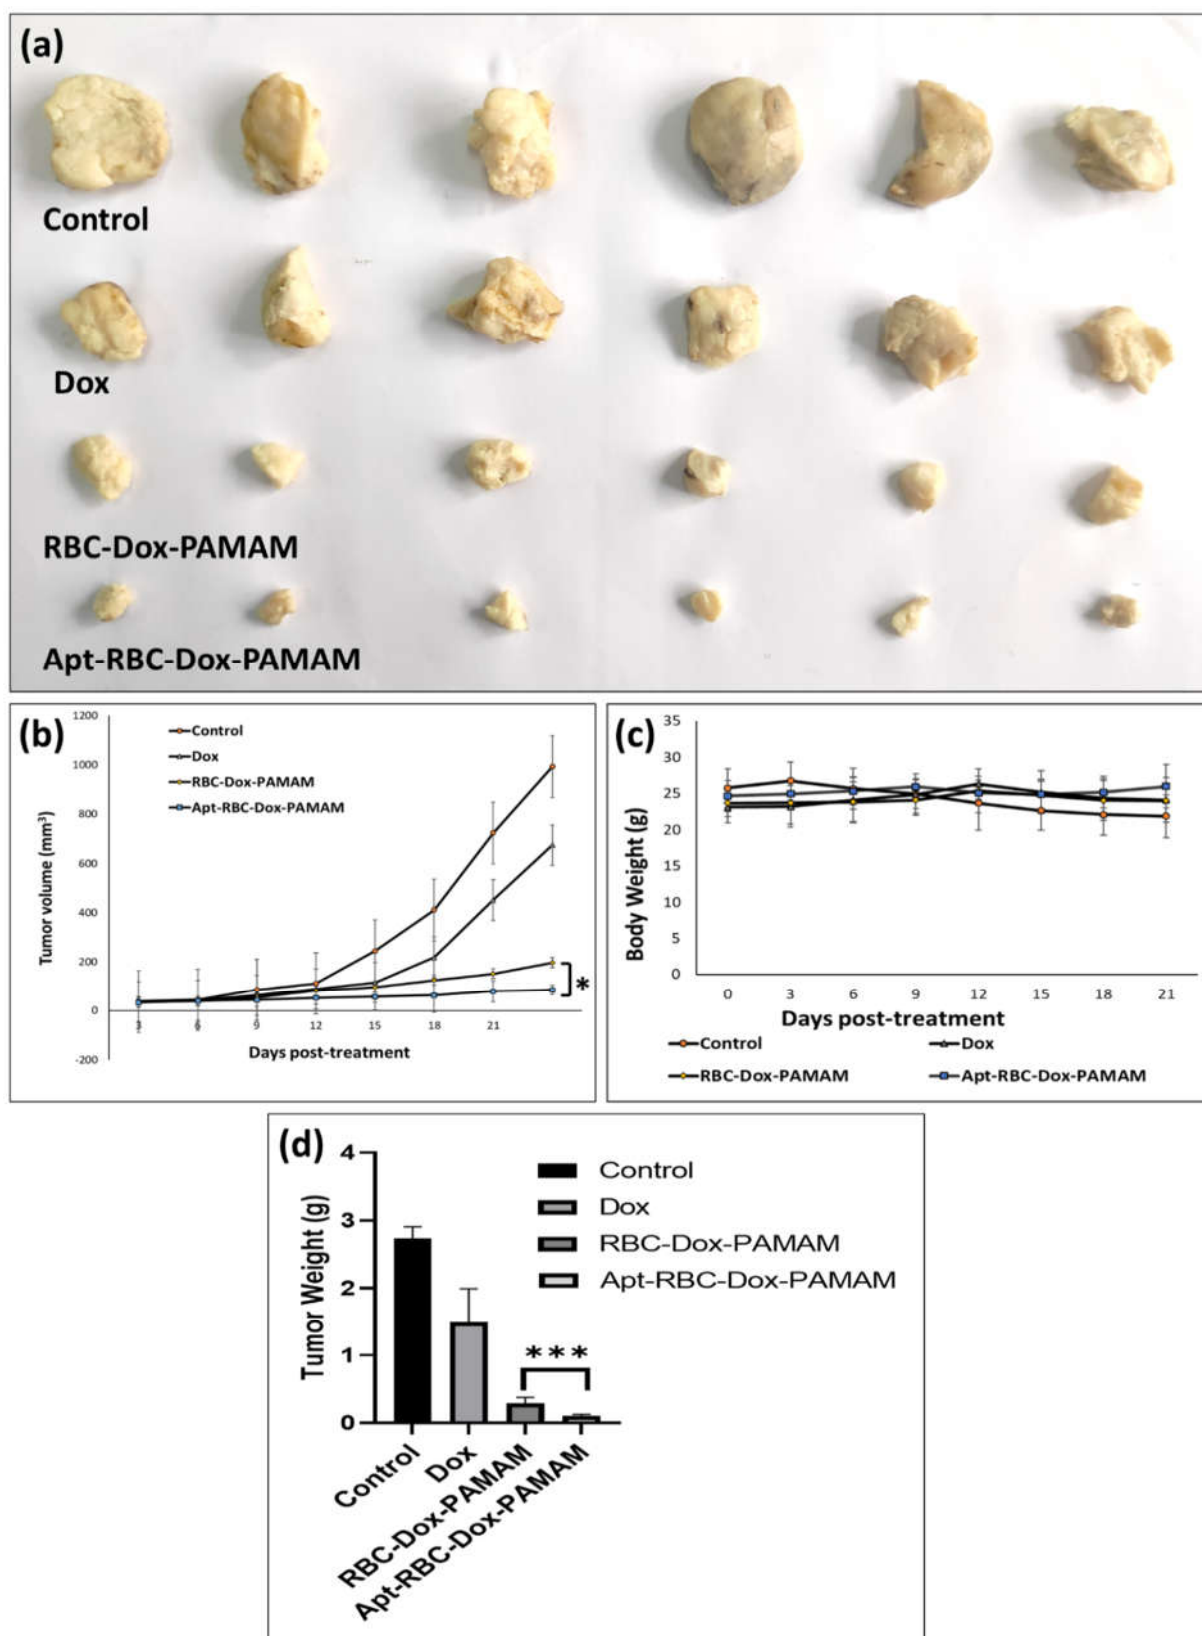 (a)
Control
Dox
RBC-Dox-PAMAM
Apt-RBC-Dox-PAMAM
(b)
Tumor volume (mm³)
1200
1000
800
600
400
200
0
-200
Control
Dox
RBC-Dox-PAMAM
Apt-RBC-Dox-PAMAM
*
3 6 9 12 15 18 21
Days post-treatment
(c)
Body Weight (g)
35
30
25
20
15
10
5
0
0 3 6 9 12 15 18 21
Days post-treatment
Control Dox
RBC-Dox-PAMAM Apt-RBC-Dox-PAMAM
(d)
Tumor Weight (g)
4
3
2
1
0
Control
Dox
RBC-Dox-PAMAM
Apt-RBC-Dox-PAMAM
***
Control
Dox
RBC-Dox-PAMAM
Apt-RBC-Dox-PAMAM